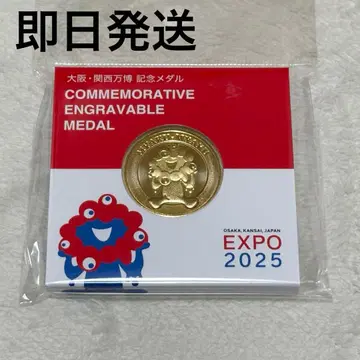 即日発送
大阪・関西万博 記念メダル
COMMEMORATIVE
ENGRAVABLE
MEDAL
OSAKA, KANSAI, JAPAN
EXPO
2025